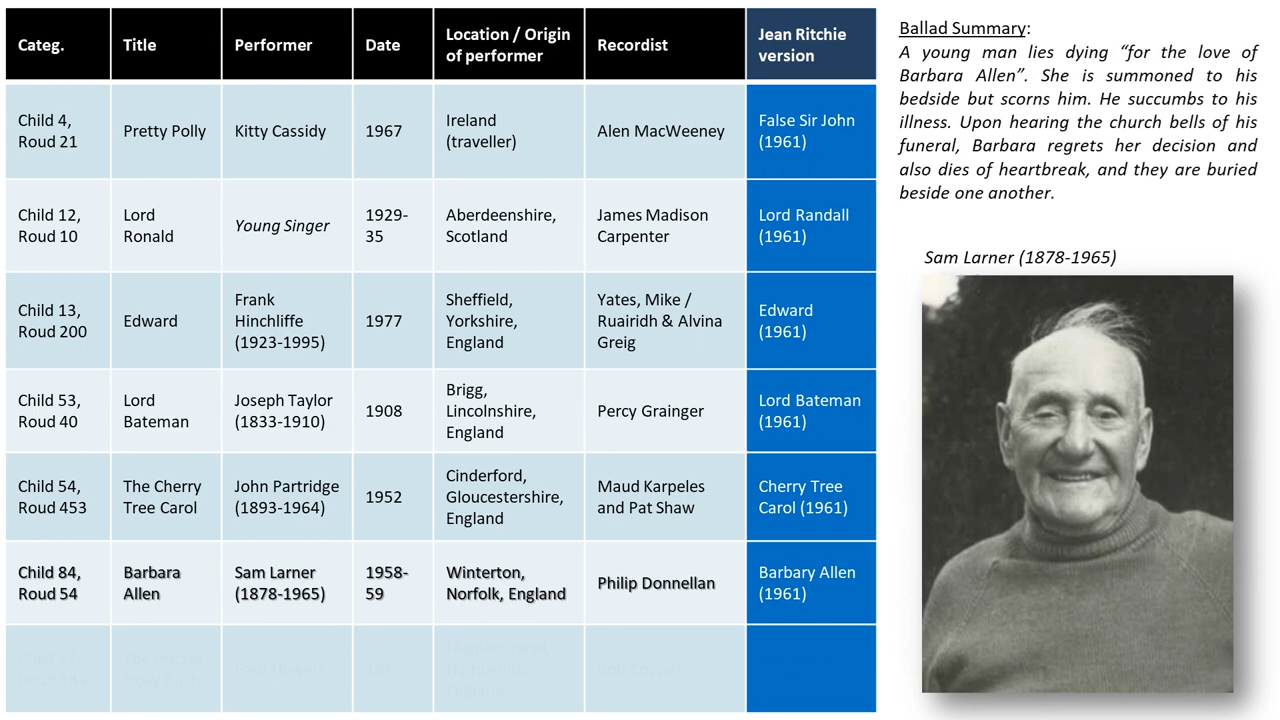 Categ.
Title
Performer
Date
Location / Origin
of performer
Recordist
Jean Ritchie
version
Child 4,
Roud 21
Pretty Polly
Kitty Cassidy
1967
Ireland
(traveller)
Alen MacWeeney
False Sir John
(1961)
Child 12,
Roud 10
Lord
Ronald
Young Singer
1929-
35
Aberdeenshire,
Scotland
James Madison
Carpenter
Lord Randall
(1961)
Child 13,
Roud 200
Edward
Frank
Hinchliffe
(1923-1995)
1977
Sheffield,
Yorkshire,
England
Yates, Mike /
Ruairidh & Alvina
Greig
Edward
(1961)
Child 53,
Roud 40
Lord
Bateman
Joseph Taylor
(1833-1910)
1908
Brigg,
Lincolnshire,
England
Percy Grainger
Lord Bateman
(1961)
Child 54,
Roud 453
The Cherry
Tree Carol
John Partridge
(1893-1964)
1952
Cinderford,
Gloucestershire,
England
Maud Karpeles
and Pat Shaw
Cherry Tree
Carol (1961)
Child 84,
Roud 54
Barbara
Allen
Sam Larner
(1878-1965)
1958-
59
Winterton,
Norfolk, England
Philip Donnellan
Barbary Allen
(1961)
Ballad Summary:
A young man lies dying “for the love of
Barbara Allen”. She is summoned to his
bedside but scorns him. He succumbs to his
illness. Upon hearing the church bells of his
funeral, Barbara regrets her decision and
also dies of heartbreak, and they are buried
beside one another.
Sam Larner (1878-1965)